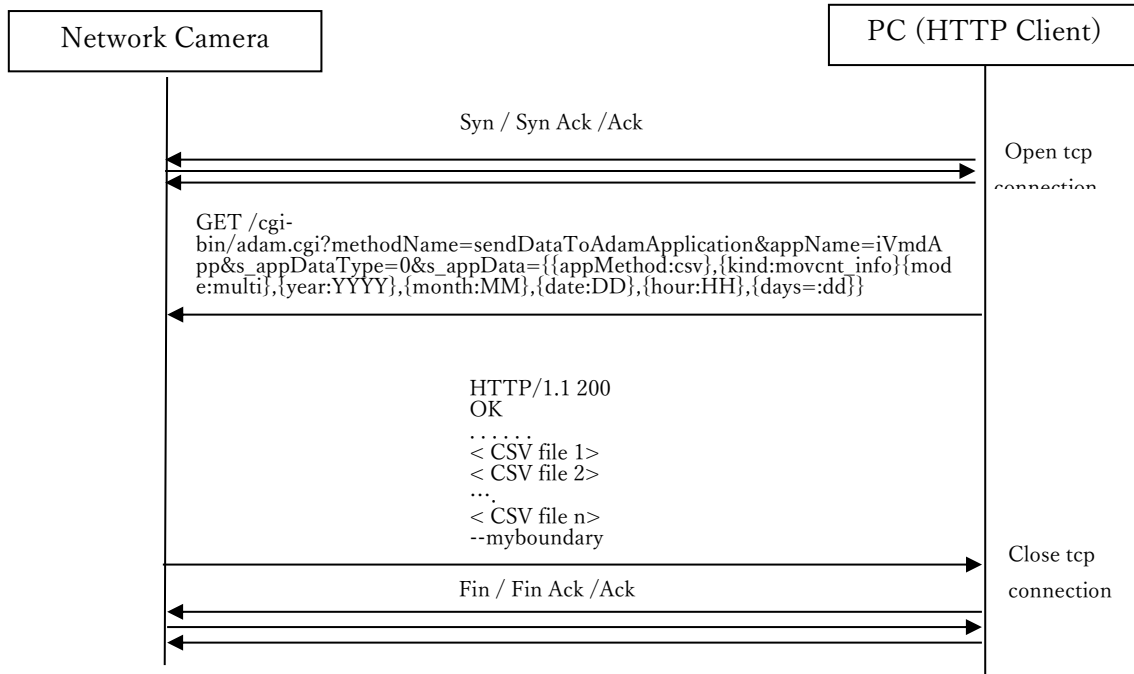 Network Camera
PC (HTTP Client)
Syn / Syn Ack /Ack
Open tcp
connection
GET /cgi-
bin/adam.cgi?methodName=sendDataToAdamApplication&appName=iVmdA
pp&s_appDataType=0&s_appData={{appMethod:csv},{kind:movcnt_info}{mod
e:multi},{year:YYYY},{month:MM},{date:DD},{hour:HH},{days=:dd}}
HTTP/1.1 200
OK
. . . . . .
< CSV file 1>
< CSV file 2>
….
< CSV file n>
--myboundary
Close tcp
connection
Fin / Fin Ack /Ack